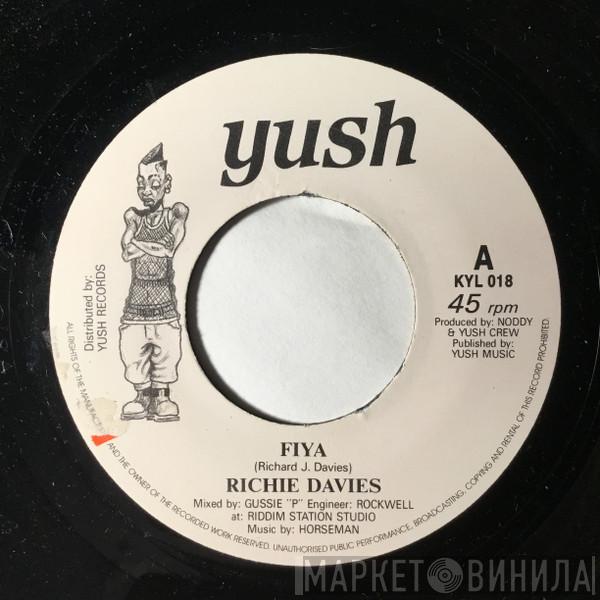 yush
A
KYL 018
45 rpm
Produced by: NODDY
& YUSH CREW
Published by:
YUSH MUSIC
Distributed by:
YUSH RECORDS
FIYA
(Richard J. Davies)
RICHIE DAVIES
Mixed by: GUSSIE "P" Engineer: ROCKWELL
at: RIDDIM STATION STUDIO
Music by: HORSEMAN
ALL RIGHTS OF THE MANUFACT AND THE OWNER OF THE RECORDED WORK RESERVED. UNAUTHORISED PUBLIC PERFORMANCE, BROADCASTING, COPYING AND RENTAL OF THIS RECORD PROHIBITED.
МАРКЕТ ВИНИЛА